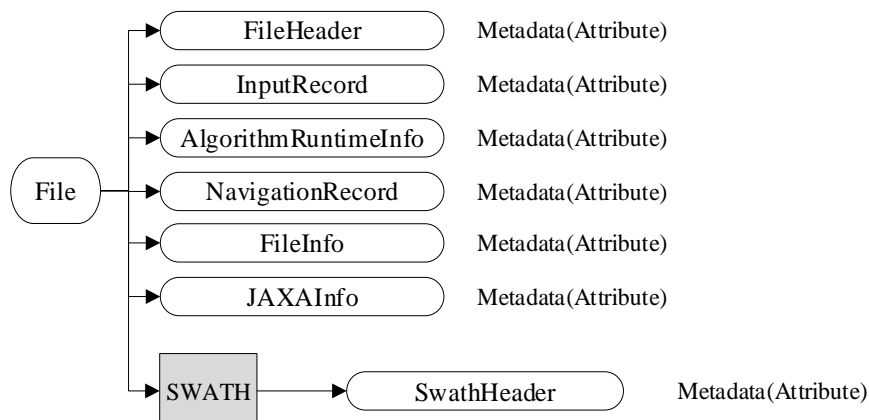 FileHeader Metadata(Attribute)
InputRecord Metadata(Attribute)
AlgorithmRuntimeInfo Metadata(Attribute)
File NavigationRecord Metadata(Attribute)
FileInfo Metadata(Attribute)
JAXAInfo Metadata(Attribute)
SWATH SwathHeader Metadata(Attribute)